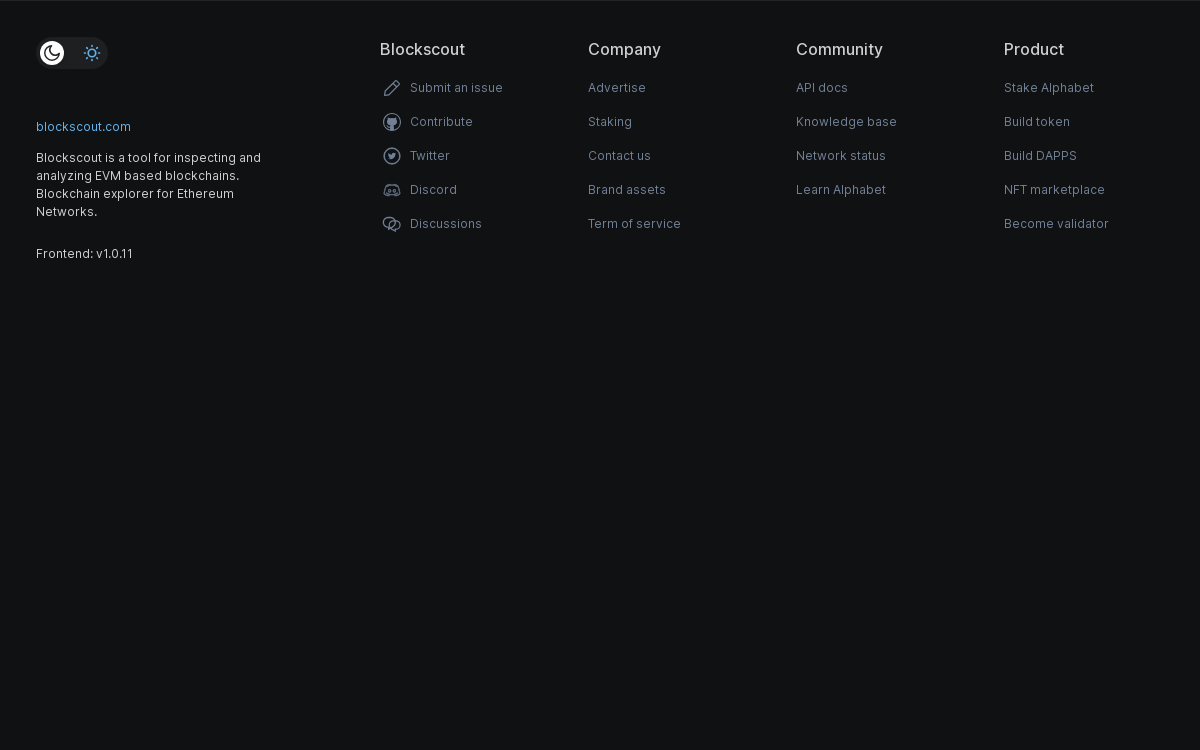 blockscout.com
Blockscout is a tool for inspecting and
analyzing EVM based blockchains.
Blockchain explorer for Ethereum
Networks.
Frontend: v1.0.11
Blockscout
Submit an issue
Contribute
Twitter
Discord
Discussions
Company
Advertise
Staking
Contact us
Brand assets
Term of service
Community
API docs
Knowledge base
Network status
Learn Alphabet
Product
Stake Alphabet
Build token
Build DAPPS
NFT marketplace
Become validator